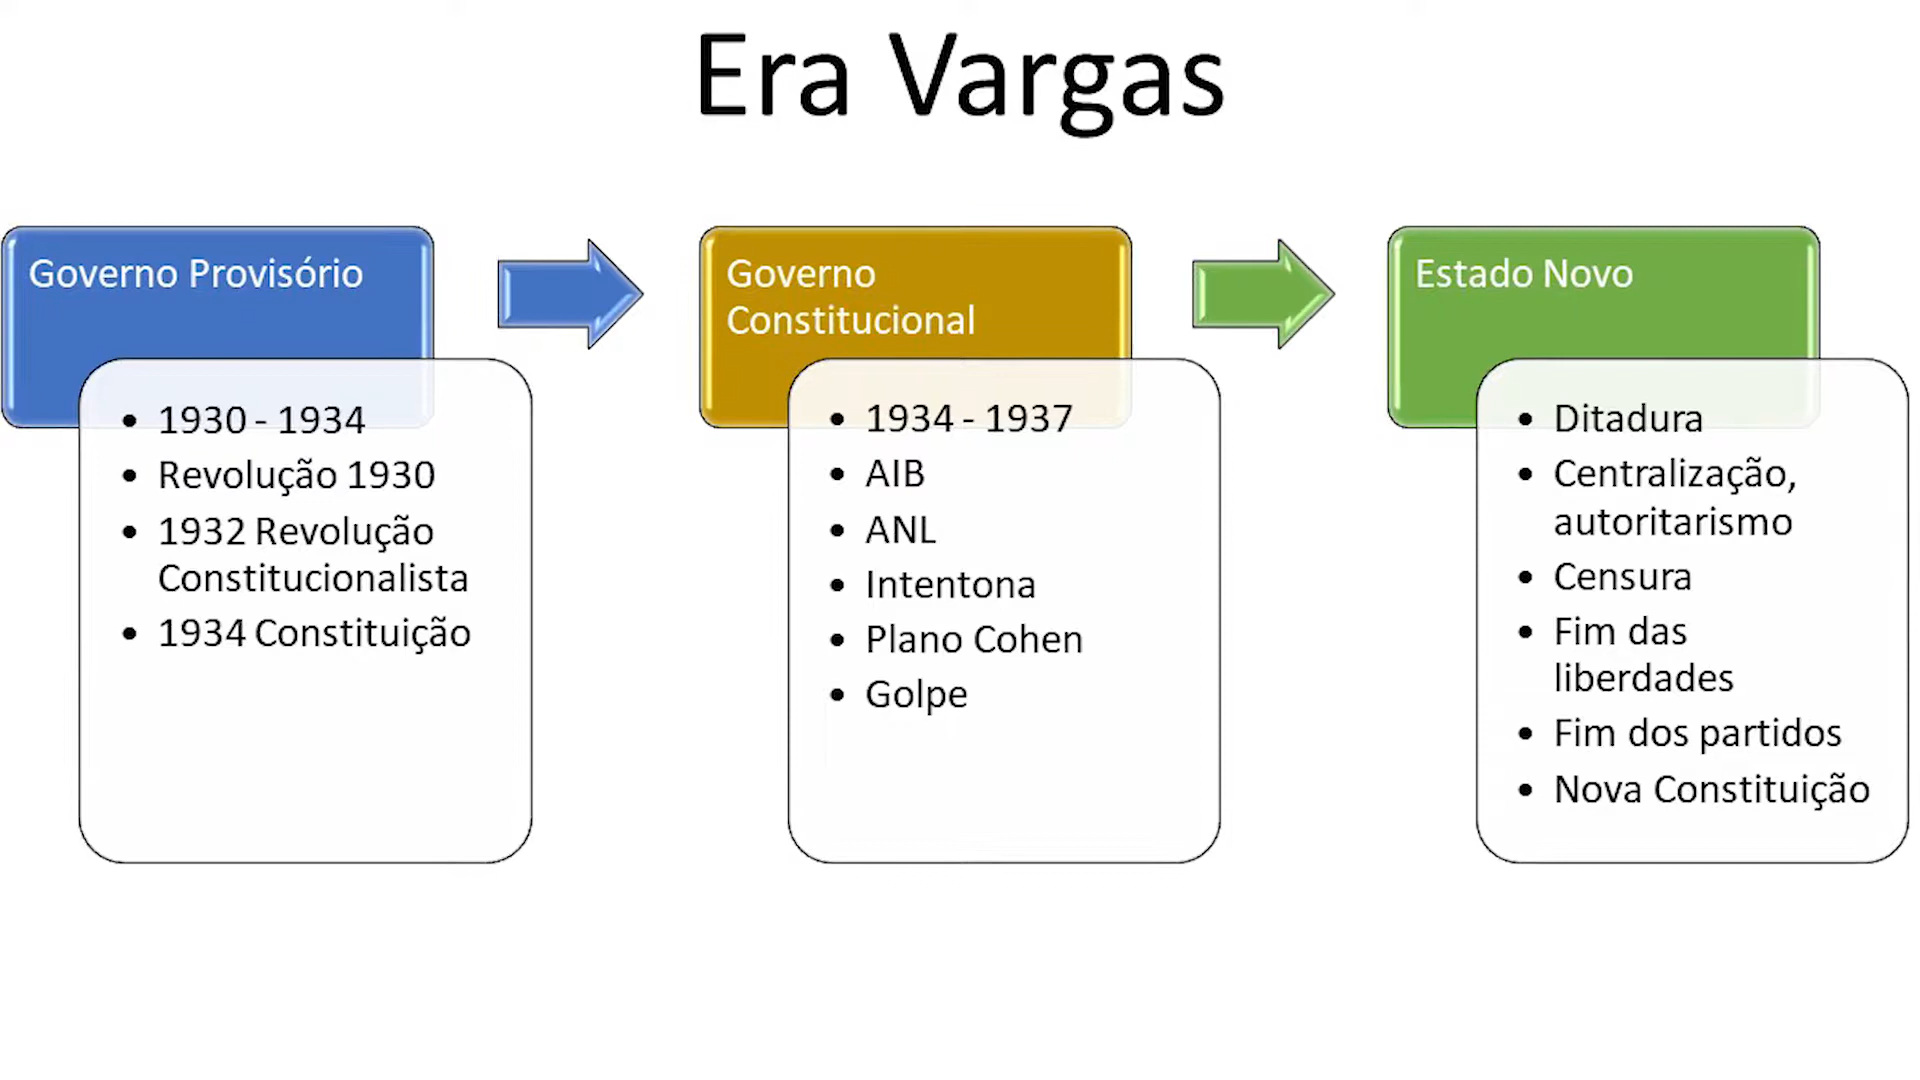 Era Vargas
Governo Provisório
• 1930 - 1934
• Revolução 1930
• 1932 Revolução
Constitucionalista
• 1934 Constituição
Governo
Constitucional
• 1934 - 1937
• AIB
• ANL
• Intentona
• Plano Cohen
• Golpe
Estado Novo
• Ditadura
• Centralização,
autoritarismo
• Censura
• Fim das
liberdades
• Fim dos partidos
• Nova Constituição